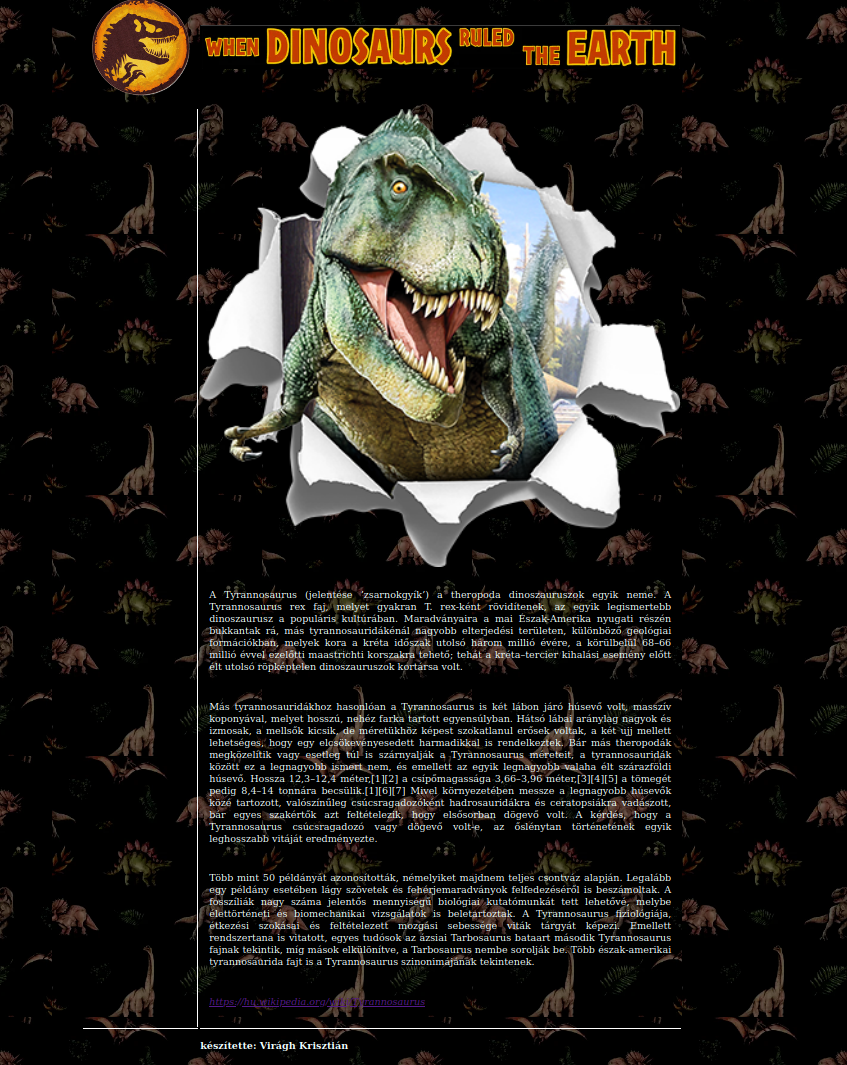 WHEN DINOSAURS RULED THE EARTH
A Tyrannosaurus (jelentése ‘zsarnokgyík’) a theropoda dinoszauruszok egyik neme. A
Tyrannosaurus rex faj, melyet gyakran T. rex-ként rövidítenek, az egyik legismertebb
dinoszaurusz a populáris kultúrában. Maradványaira a mai Észak-Amerika nyugati részén
bukkantak rá, más tyrannosauridákénál nagyobb elterjedési területen, különböző geológiai
formációkban, melyek kora a kréta időszak utolsó három millió évére, a körülbelül 68–66
millió évvel ezelőtti maastrichti korszakra tehető; tehát a kréta–tercier kihalási esemény előtt
élt utolsó röpképtelen dinoszauruszok kortársa volt.
Más tyrannosauridákhoz hasonlóan a Tyrannosaurus is két lábon járó húsevő volt, masszív
koponyával, melyet hosszú, nehéz farka tartott egyensúlyban. Hátsó lábai aránylag nagyok és
izmosak, a mellsők kicsik, de méretükhöz képest szokatlanul erősek voltak, a két ujj mellett
lehetséges, hogy egy elcsökevényesedett harmadikkal is rendelkeztek. Bár más theropodák
megközelítik vagy esetleg túl is szárnyalják a Tyrannosaurus méreteit, a tyrannosauridák
között ez a legnagyobb ismert nem, és emellett az egyik legnagyobb valaha élt szárazföldi
húsevő. Hossza 12,3–12,4 méter,[1][2] a csípőmagassága 3,66–3,96 méter,[3][4][5] a tömegét
pedig 8,4–14 tonnára becsülik.[1][6][7] Mivel környezetében messze a legnagyobb húsevők
közé tartozott, valószínűleg csúcsragadozóként hadrosauridákra és ceratopsiákra vadászott,
bár egyes szakértők azt feltételezik, hogy elsősorban dögevő volt. A kérdés, hogy a
Tyrannosaurus csúcsragadozó vagy dögevő volt-e, az őslénytan történetének egyik
leghosszabb vitáját eredményezte.
Több mint 50 példányát azonosították, némelyiket majdnem teljes csontváz alapján. Legalább
egy példány esetében lágy szövetek és fehérjemaradványok felfedezéséről is beszámoltak. A
fosszíliák nagy száma jelentős mennyiségű biológiai kutatómunkát tett lehetővé, melybe
élettörténeti és biomechanikai vizsgálatok is beletartoztak. A Tyrannosaurus fiziológiája,
étkezési szokásai és feltételezett mozgási sebessége viták tárgyát képezi. Emellett
rendszertana is vitatott, egyes tudósok az ázsiai Tarbosaurus bataart második Tyrannosaurus
fajnak tekintik, míg mások elkülönítve, a Tarbosaurus nembe sorolják be. Több észak-amerikai
tyrannosaurida fajt is a Tyrannosaurus szinonimájának tekintenek.
https://hu.wikipedia.org/wiki/Tyrannosaurus
készítette: Virágh Krisztián